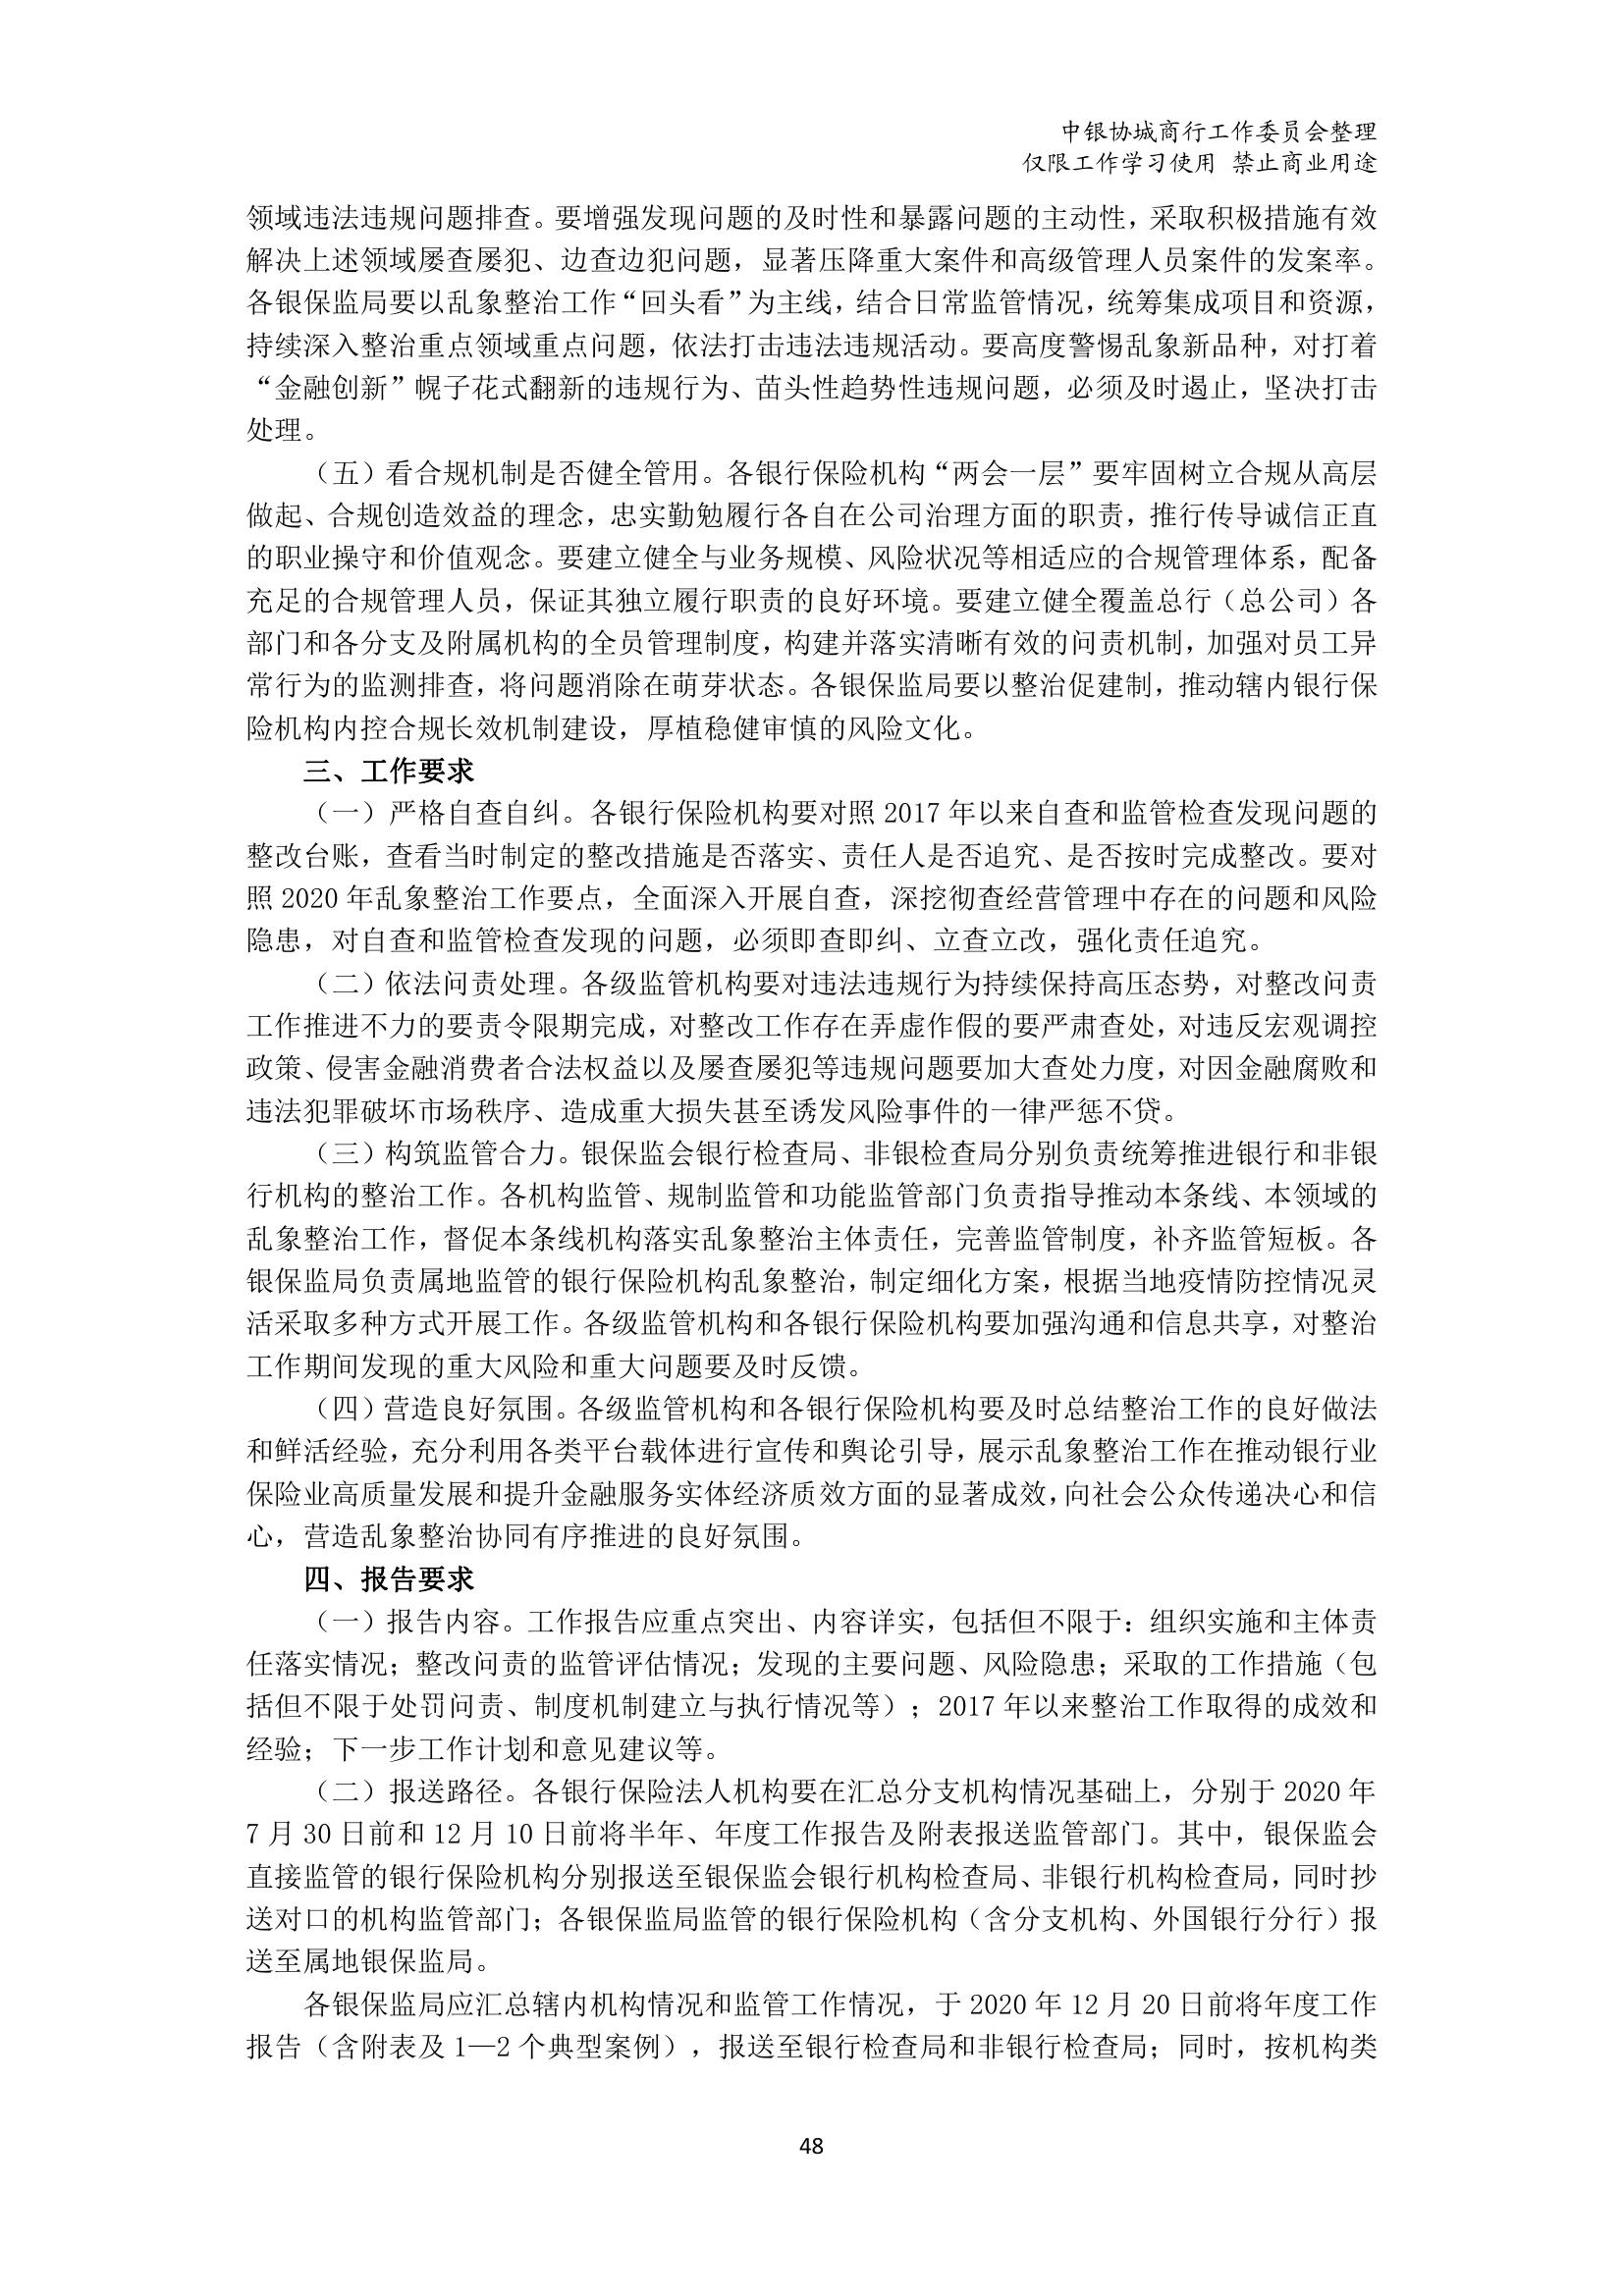 中银协城商行工作委员会整理
仅限工作学习使用 禁止商业用途
领域违法违规问题排查。要增强发现问题的及时性和暴露问题的主动性，采取积极措施有效
解决上述领域屡查屡犯、边查边犯问题，显著压降重大案件和高级管理人员案件的发案率。
各银保监局要以乱象整治工作“回头看”为主线，结合日常监管情况，统筹集成项目和资源，
持续深入整治重点领域重点问题，依法打击违法违规活动。要高度警惕乱象新品种，对打着
“金融创新”幌子花式翻新的违规行为、苗头性趋势性违规问题，必须及时遏止，坚决打击
处理。
（五）看合规机制是否健全管用。各银行保险机构“两会一层”要牢固树立合规从高层
做起、合规创造效益的理念，忠实勤勉履行各自在公司治理方面的职责，推行传导诚信正直
的职业操守和价值观念。要建立健全与业务规模、风险状况等相适应的合规管理体系，配备
充足的合规管理人员，保证其独立履行职责的良好环境。要建立健全覆盖总行（总公司）各
部门和各分支及附属机构的全员管理制度，构建并落实清晰有效的问责机制，加强对员工异
常行为的监测排查，将问题消除在萌芽状态。各银保监局要以整治促建制，推动辖内银行保
险机构内控合规长效机制建设，厚植稳健审慎的风险文化。
三、工作要求
（一）严格自查自纠。各银行保险机构要对照 2017 年以来自查和监管检查发现问题的
整改台账，查看当时制定的整改措施是否落实、责任人是否追究、是否按时完成整改。要对
照 2020 年乱象整治工作要点，全面深入开展自查，深挖彻查经营管理中存在的问题和风险
隐患，对自查和监管检查发现的问题，必须即查即纠、立查立改，强化责任追究。
（二）依法问责处理。各级监管机构要对违法违规行为持续保持高压态势，对整改问责
工作推进不力的要责令限期完成，对整改工作存在弄虚作假的要严肃查处，对违反宏观调控
政策、侵害金融消费者合法权益以及屡查屡犯等违规问题要加大查处力度，对因金融腐败和
违法犯罪破坏市场秩序、造成重大损失甚至诱发风险事件的一律严惩不贷。
（三）构筑监管合力。银保监会银行检查局、非银检查局分别负责统筹推进银行和非银
行机构的整治工作。各机构监管、规制监管和功能监管部门负责指导推动本条线、本领域的
乱象整治工作，督促本条线机构落实乱象整治主体责任，完善监管制度，补齐监管短板。各
银保监局负责属地监管的银行保险机构乱象整治，制定细化方案，根据当地疫情防控情况灵
活采取多种方式开展工作。各级监管机构和各银行保险机构要加强沟通和信息共享，对整治
工作期间发现的重大风险和重大问题要及时反馈。
（四）营造良好氛围。各级监管机构和各银行保险机构要及时总结整治工作的良好做法
和鲜活经验，充分利用各类平台载体进行宣传和舆论引导，展示乱象整治工作在推动银行业
保险业高质量发展和提升金融服务实体经济质效方面的显著成效，向社会公众传递决心和信
心，营造乱象整治协同有序推进的良好氛围。
四、报告要求
（一）报告内容。工作报告应重点突出、内容详实，包括但不限于：组织实施和主体责
任落实情况；整改问责的监管评估情况；发现的主要问题、风险隐患；采取的工作措施（包
括但不限于处罚问责、制度机制建立与执行情况等）；2017 年以来整治工作取得的成效和
经验；下一步工作计划和意见建议等。
（二）报送路径。各银行保险法人机构要在汇总分支机构情况基础上，分别于 2020 年
7 月 30 日前和 12 月 10 日前将半年、年度工作报告及附表报送监管部门。其中，银保监会
直接监管的银行保险机构分别报送至银保监会银行机构检查局、非银行机构检查局，同时抄
送对口的机构监管部门；各银保监局监管的银行保险机构（含分支机构、外国银行分行）报
送至属地银保监局。
各银保监局应汇总辖内机构情况和监管工作情况，于 2020 年 12 月 20 日前将年度工作
报告（含附表及 1—2 个典型案例），报送至银行检查局和非银行检查局；同时，按机构类
48